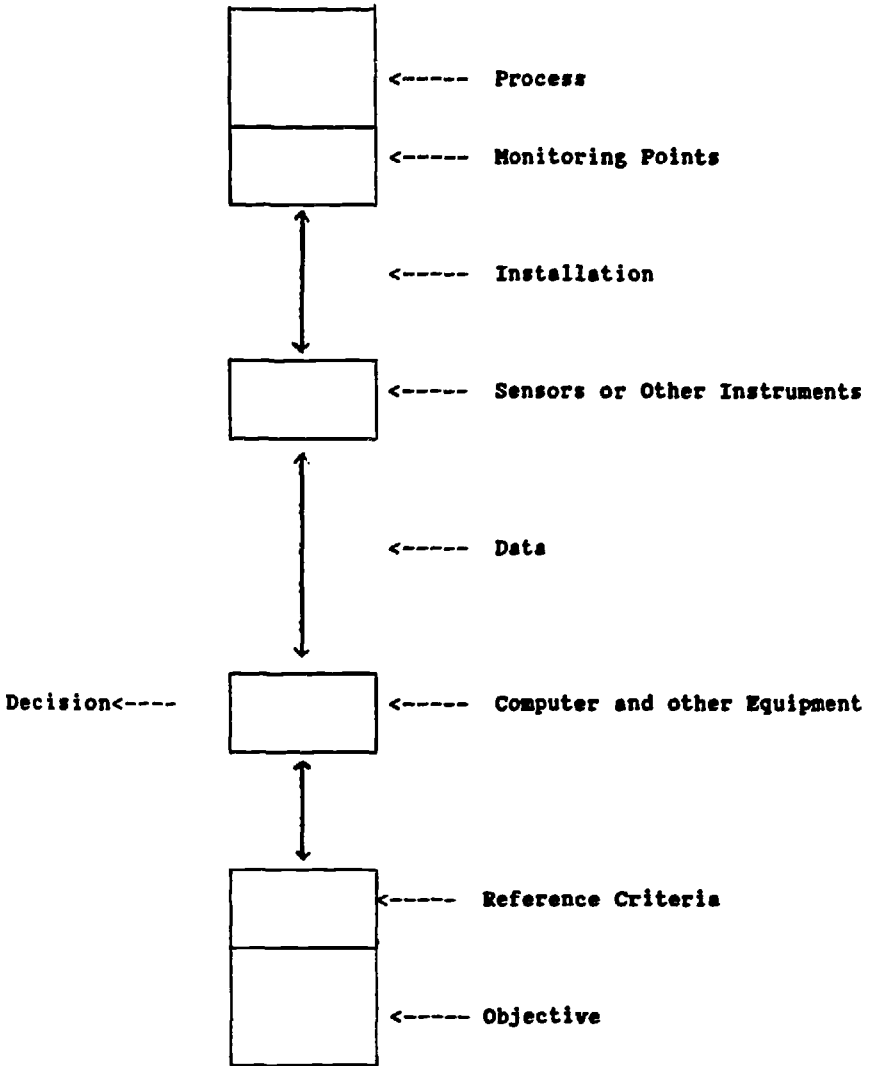 <----- Process
<----- Monitoring Points
<----- Installation
<----- Sensors or Other Instruments
<----- Data
Decision<---- <----- Computer and other Equipment
<----- Reference Criteria
<----- Objective